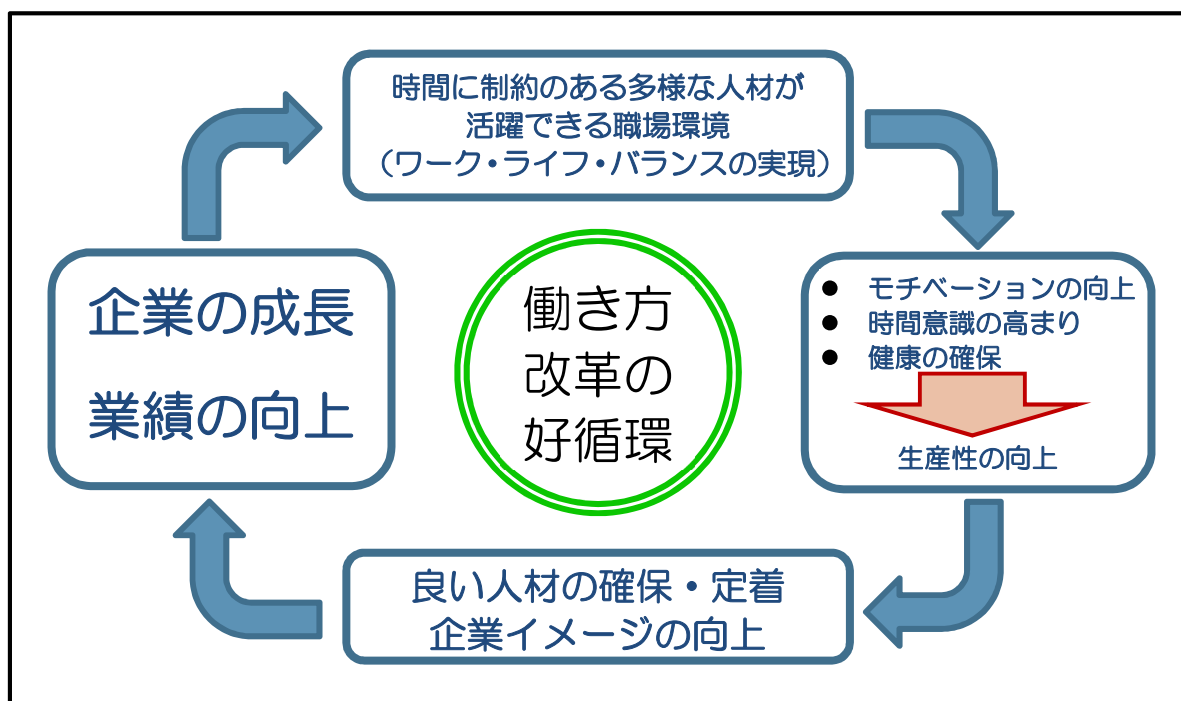 時間に制約のある多様な人材が
活躍できる職場環境
（ワーク・ライフ・バランスの実現）
● モチベーションの向上
● 時間意識の高まり
● 健康の確保
生産性の向上
良い人材の確保・定着
企業イメージの向上
企業の成長
業績の向上
働き方
改革の
好循環